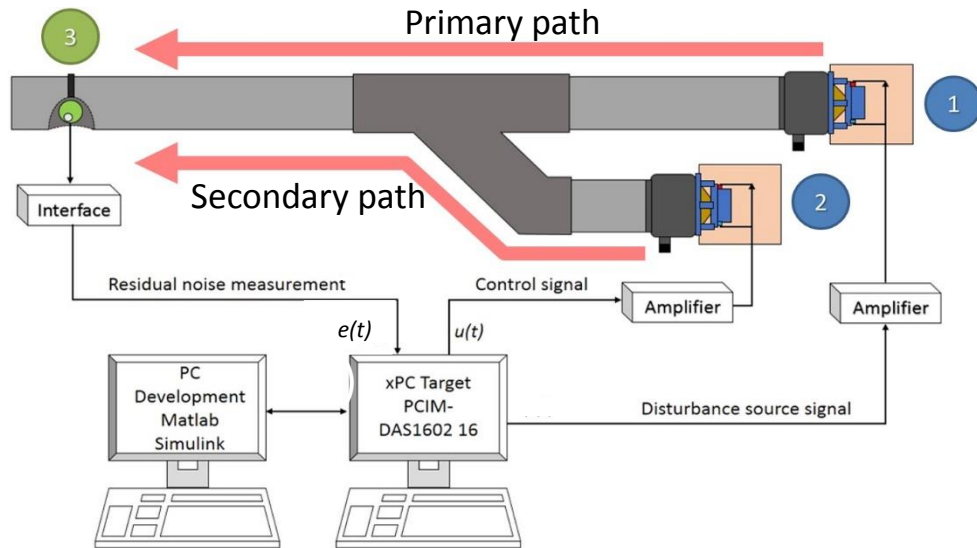 Primary path
3
1
Secondary path
2
Interface
Residual noise measurement
Control signal
Amplifier
Amplifier
e(t)
u(t)
PC
Development
Matlab
Simulink
xPC Target
PCIM-
DAS1602 16
Disturbance source signal